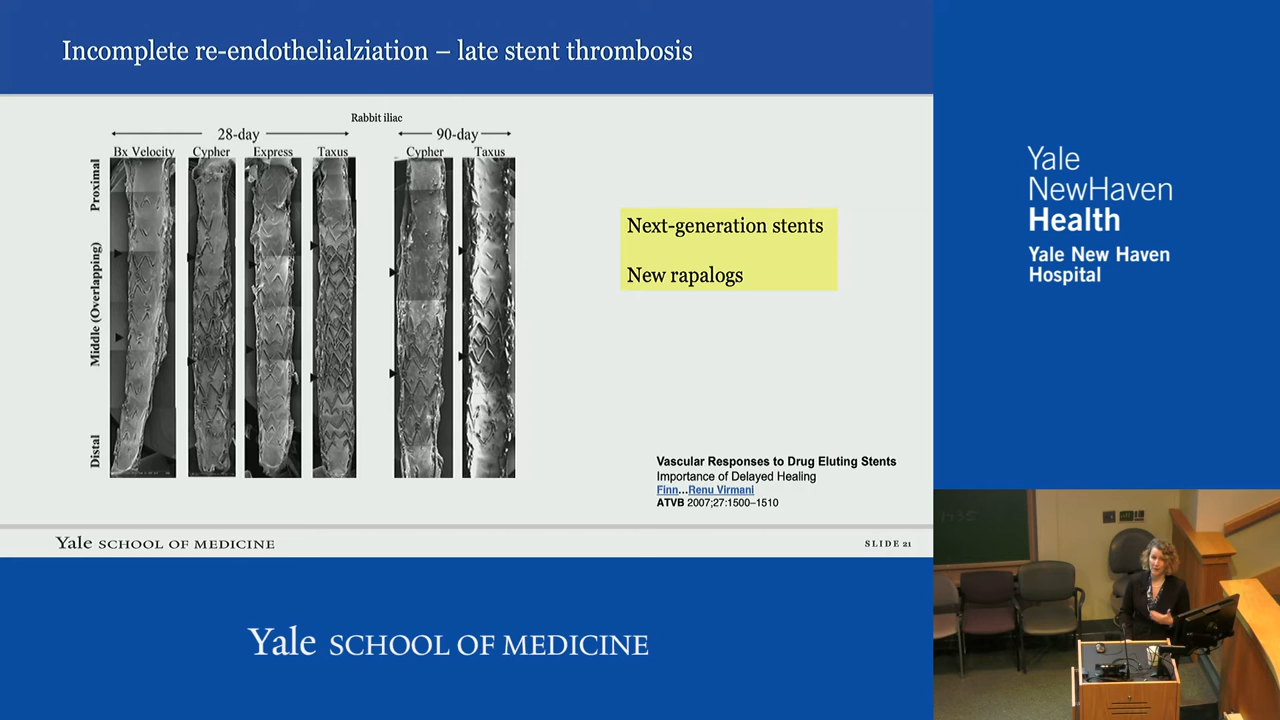 Incomplete re-endothelialziation – late stent thrombosis
Rabbit iliac
28-day
90-day
Bx Velocity
Cypher
Express
Taxus
Cypher
Taxus
Proximal
Middle (Overlapping)
Distal
Next-generation stents
New rapalogs
Vascular Responses to Drug Eluting Stents
Importance of Delayed Healing
Finn...Renu Virmani
ATVB 2007;27:1500–1510
Yale SCHOOL OF MEDICINE
SLIDE 21
Yale
NewHaven
Health
Yale New Haven
Hospital
Yale SCHOOL OF MEDICINE